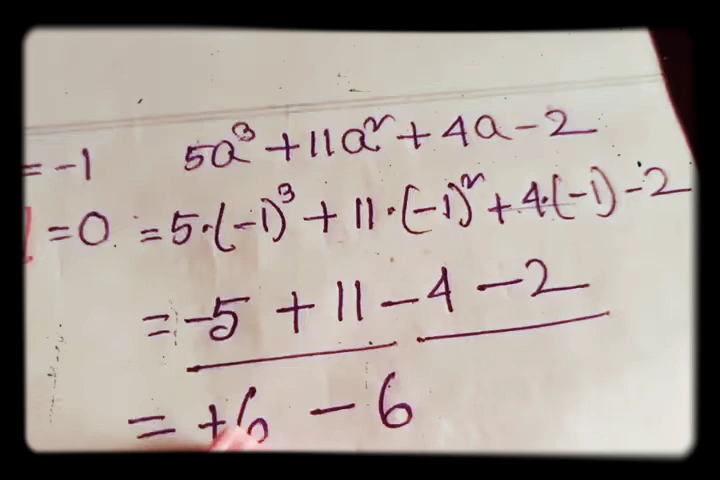 = -1 5a³ + 11a² + 4a - 2
= 0 = 5·(-1)³ + 11·(-1)² + 4·(-1) - 2
= -5 + 11 - 4 - 2
= +6 - 6